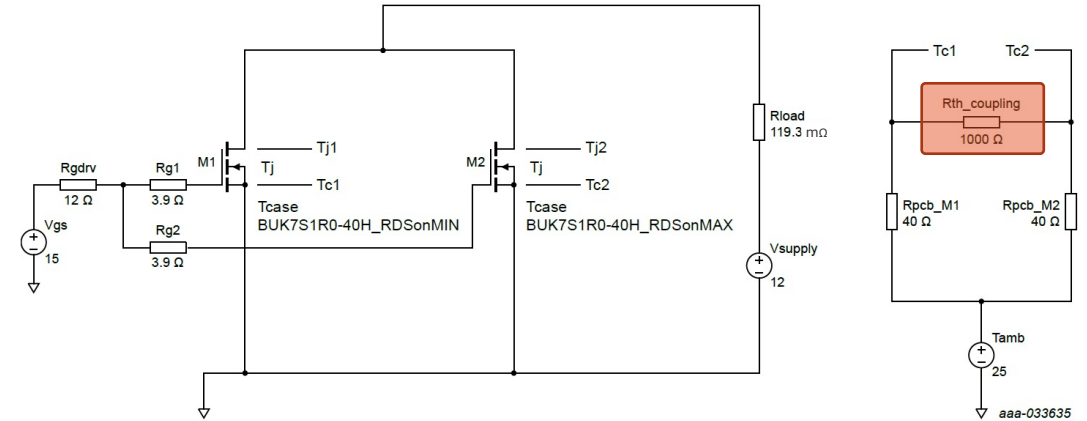 Tc1 Tc2
Rth_coupling
1000 Ω
Rload
119.3 mΩ
M1
Tj1
Tj
Tc1
M2
Tj2
Tj
Tc2
Rgdrv
12 Ω
Rg1
3.9 Ω
Rg2
3.9 Ω
Vgs
+
−
15
Tcase
BUK7S1R0-40H_RDSonMIN
Tcase
BUK7S1R0-40H_RDSonMAX
Rpcb_M1
40 Ω
Rpcb_M2
40 Ω
Vsupply
+
−
12
Tamb
+
−
25
aaa-033635